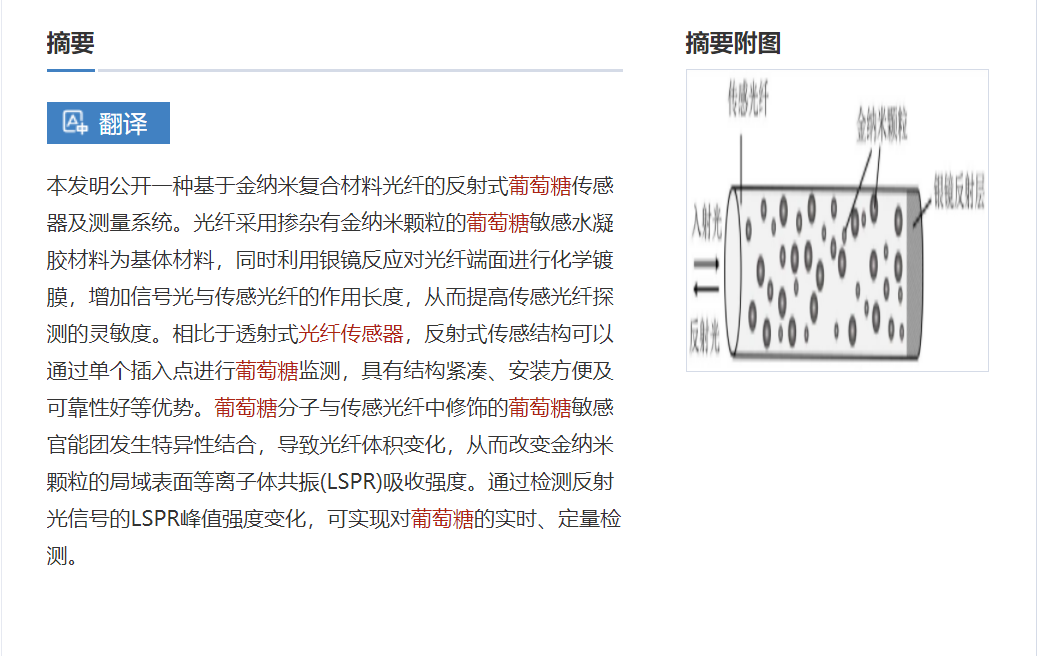 摘要
翻译
本发明公开一种基于金纳米复合材料光纤的反射式葡萄糖传感
器及测量系统。光纤采用掺杂有金纳米颗粒的葡萄糖敏感水凝
胶材料为基体材料，同时利用银镜反应对光纤端面进行化学镀
膜，增加信号光与传感光纤的作用长度，从而提高传感光纤探
测的灵敏度。相比于透射式光纤传感器，反射式传感结构可以
通过单个插入点进行葡萄糖监测，具有结构紧凑、安装方便及
可靠性好等优势。葡萄糖分子与传感光纤中修饰的葡萄糖敏感
官能团发生特异性结合，导致光纤体积变化，从而改变金纳米
颗粒的局域表面等离子体共振(LSPR)吸收强度。通过检测反射
光信号的LSPR峰值强度变化，可实现对葡萄糖的实时、定量检
测。
摘要附图
传感光纤
金纳米颗粒
银镜反射层
入射光
反射光